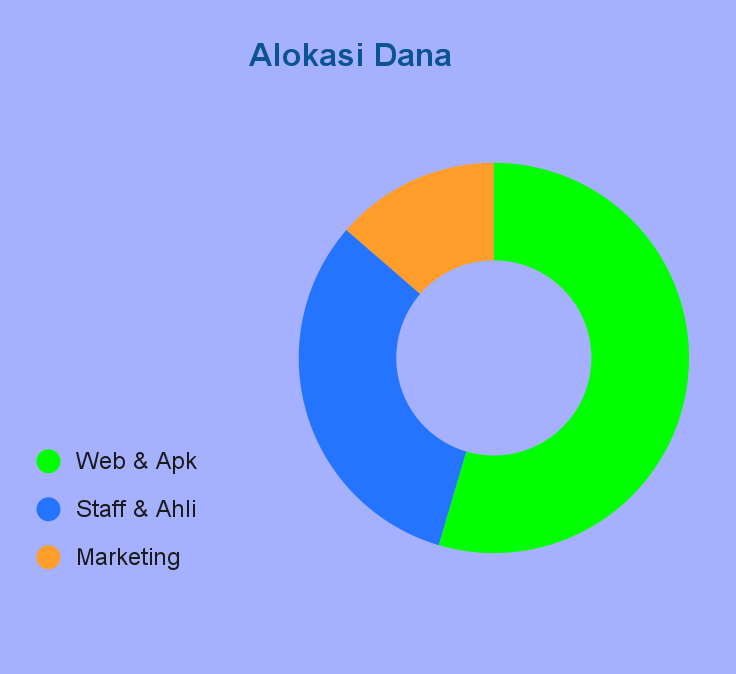 Alokasi Dana
Web & Apk
Staff & Ahli
Marketing